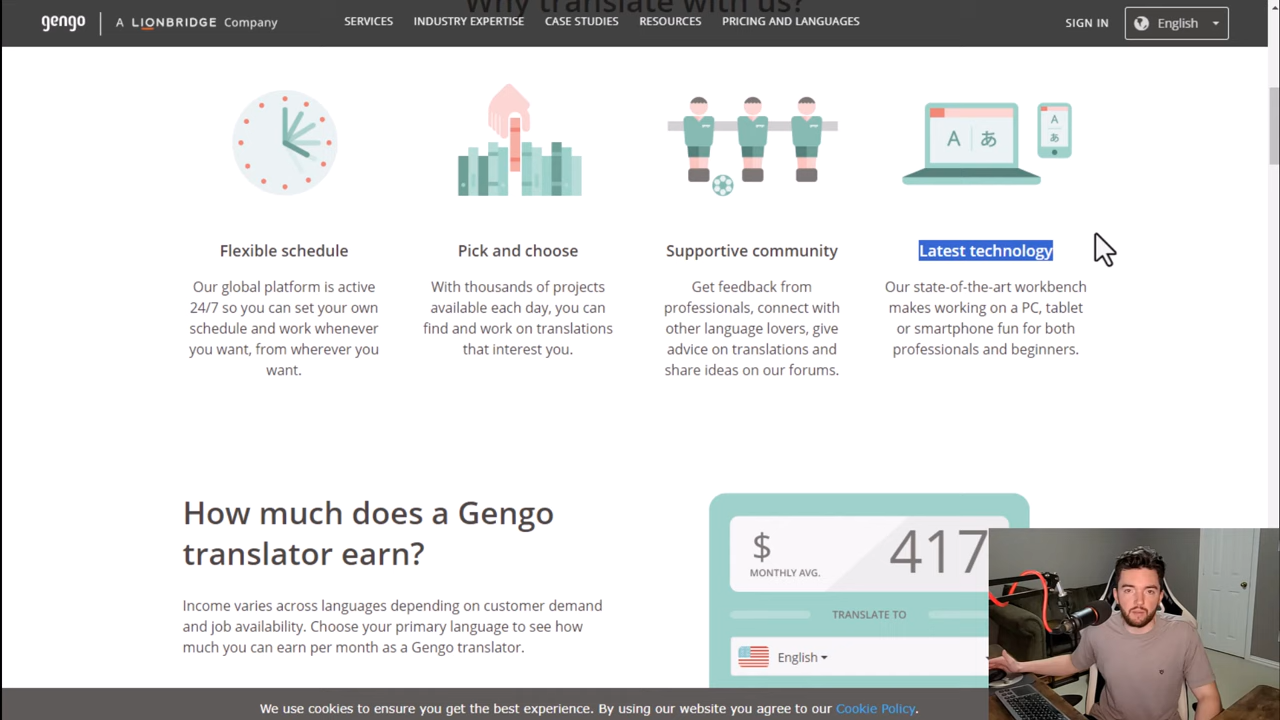 Why translate with us?
gengo
A LIONBRIDGE Company
SERVICES
INDUSTRY EXPERTISE
CASE STUDIES
RESOURCES
PRICING AND LANGUAGES
SIGN IN
English
A あ
A
あ
Flexible schedule
Our global platform is active
24/7 so you can set your own
schedule and work whenever
you want, from wherever you
want.
Pick and choose
With thousands of projects
available each day, you can
find and work on translations
that interest you.
Supportive community
Get feedback from
professionals, connect with
other language lovers, give
advice on translations and
share ideas on our forums.
Latest technology
Our state-of-the-art workbench
makes working on a PC, tablet
or smartphone fun for both
professionals and beginners.
How much does a Gengo
translator earn?
Income varies across languages depending on customer demand
and job availability. Choose your primary language to see how
much you can earn per month as a Gengo translator.
$ 417
MONTHLY AVG.
TRANSLATE TO
English
We use cookies to ensure you get the best experience. By using our website you agree to our Cookie Policy.